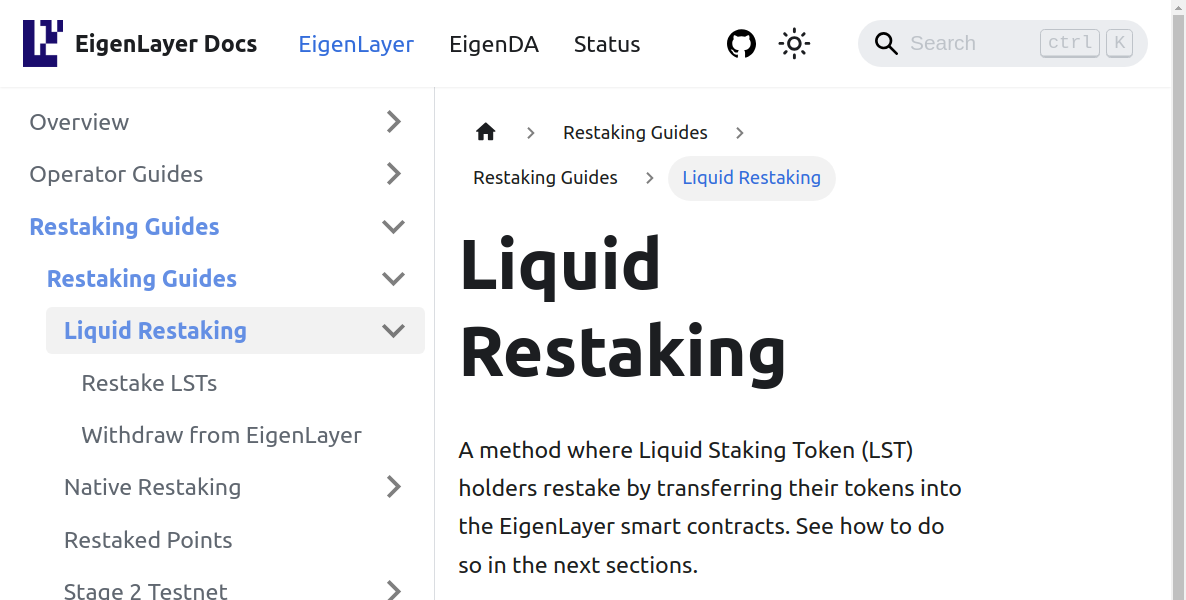 EigenLayer Docs EigenLayer EigenDA Status Search ctrl K
Overview
Operator Guides
Restaking Guides
Restaking Guides
Liquid Restaking
Restake LSTs
Withdraw from EigenLayer
Native Restaking
Restaked Points
Stage 2 Testnet
Restaking Guides
Restaking Guides Liquid Restaking
Liquid
Restaking
A method where Liquid Staking Token (LST)
holders restake by transferring their tokens into
the EigenLayer smart contracts. See how to do
so in the next sections.